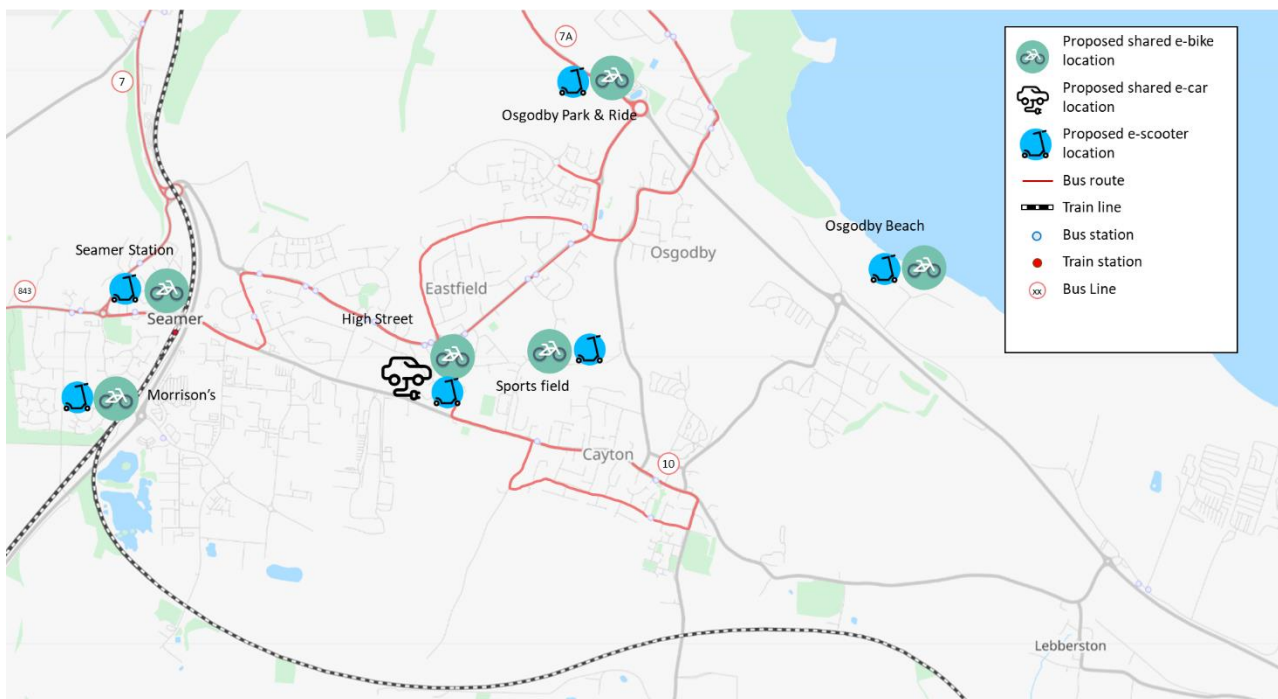 7A
7
Osgodby Park & Ride
Seamer Station
843
Seamer
Morrison's
High Street
Eastfield
Sports field
Osgodby
Osgodby Beach
Cayton
10
Lebberston
Proposed shared e-bike
location
Proposed shared e-car
location
Proposed e-scooter
location
Bus route
Train line
Bus station
Train station
xx
Bus Line